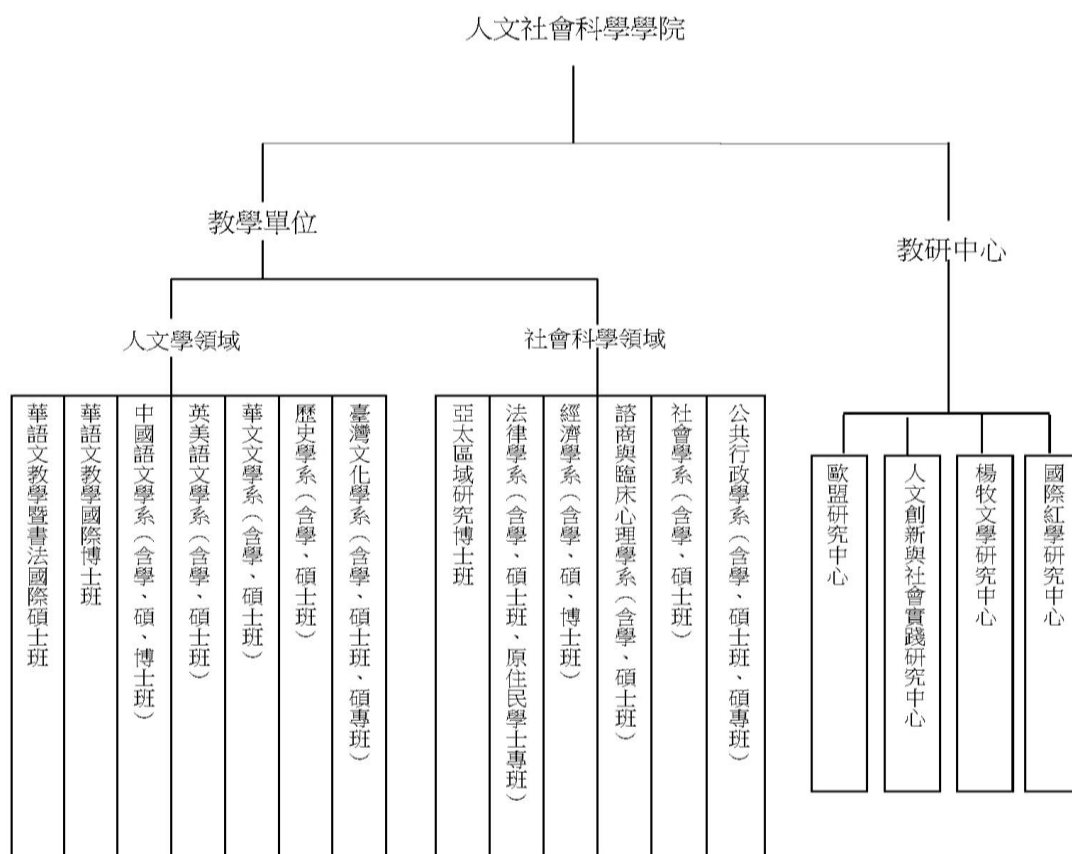 人文社會科學學院
教學單位
教研中心
人文學領域
社會科學領域
華語文教學暨書法國際碩士班
華語文教學國際博士班
中國語文學系（含學、碩、博士班）
英美語文學系（含學、碩士班）
華文文學系（含學、碩士班）
歷史學系（含學、碩士班）
臺灣文化學系（含學、碩士班、碩專班）
亞太區域研究博士班
法律學系（含學、碩士班、原住民學士專班）
經濟學系（含學、碩、博士班）
諮商與臨床心理學系（含學、碩士班）
社會學系（含學、碩士班）
公共行政學系（含學、碩士班、碩專班）
歐盟研究中心
人文創新與社會實踐研究中心
楊牧文學研究中心
國際紅學研究中心